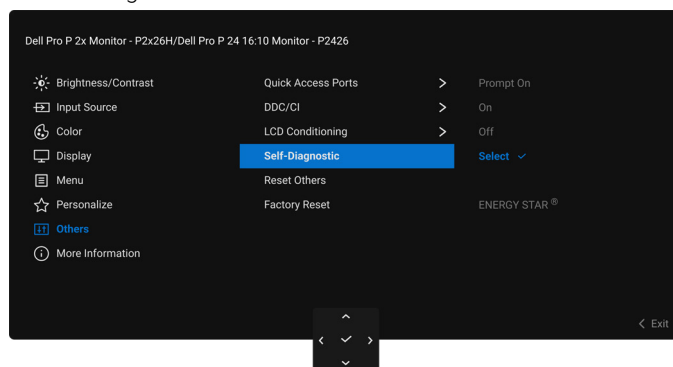 Dell Pro P 2x Monitor - P2x26H/Dell Pro P 24 16:10 Monitor - P2426
Brightness/Contrast Quick Access Ports Prompt On
Input Source DDC/CI On
Color LCD Conditioning Off
Display Self-Diagnostic Select
Menu Reset Others
Personalize Factory Reset ENERGY STAR ®
Others
More Information
Exit